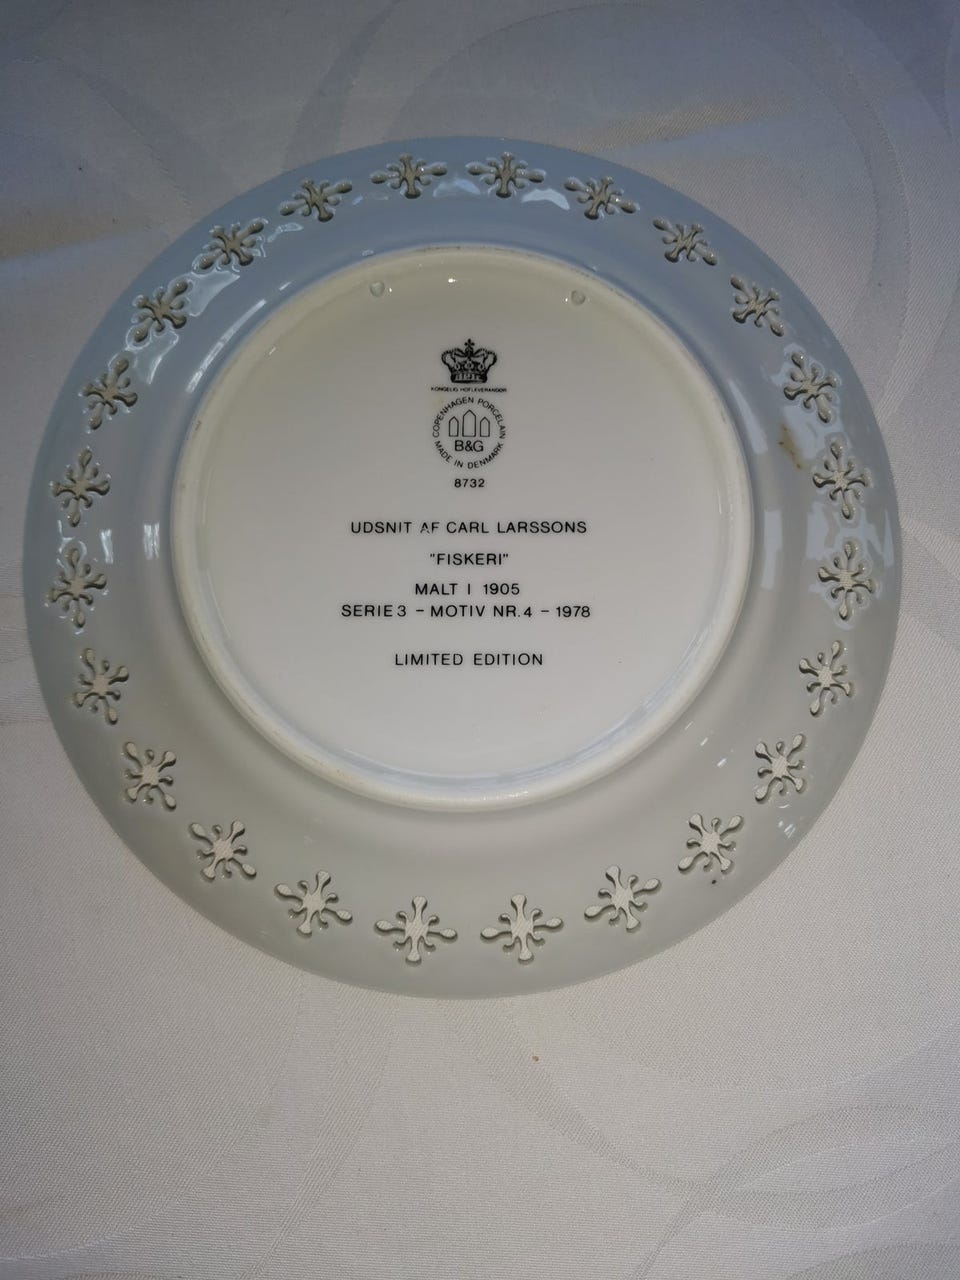 KONGELIG HOFLEVERANDØR
COPENHAGEN PORCELAIN
B&G
MADE IN DENMARK
8732
UDSNIT AF CARL LARSSONS
"FISKERI"
MALT I 1905
SERIE 3 - MOTIV NR. 4 - 1978
LIMITED EDITION